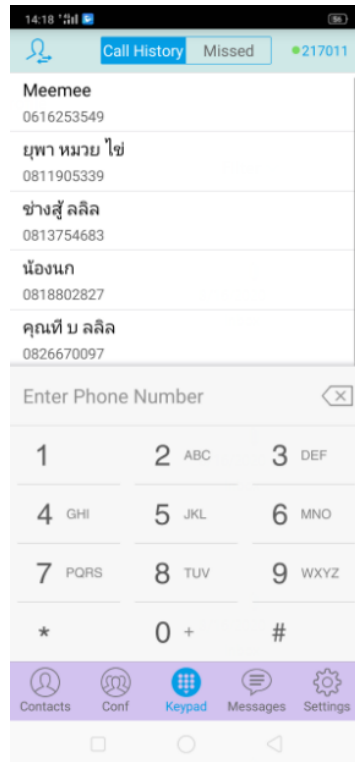 14:18
56
Call History Missed 217011
Meemee
0616253549
ยุพา หมวย ไข่
0811905339
ช่างสู้ ลลิล
0813754683
น้องนก
0818802827
คุณที บ ลลิล
0826670097
Enter Phone Number
1 2 ABC 3 DEF
4 GHI 5 JKL 6 MNO
7 PQRS 8 TUV 9 WXYZ
* 0 + #
Contacts Conf Keypad Messages Settings